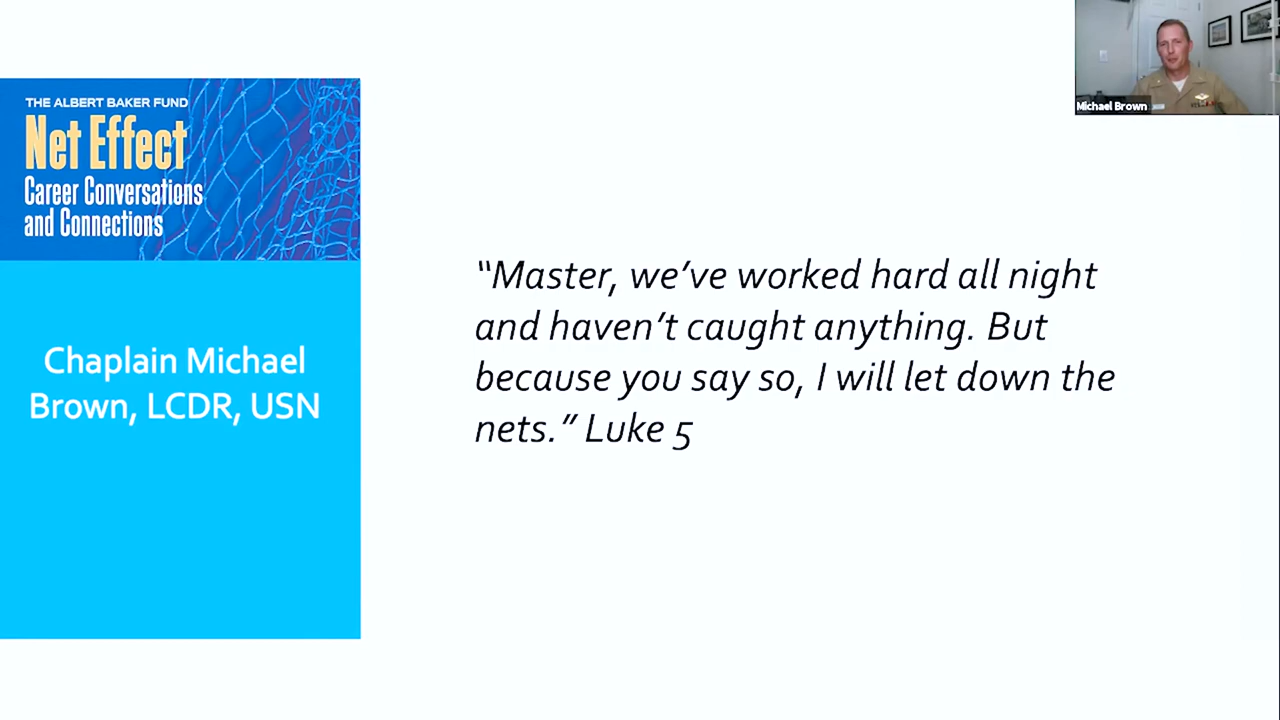 THE ALBERT BAKER FUND
Net Effect
Career Conversations
and Connections
Chaplain Michael
Brown, LCDR, USN
“Master, we’ve worked hard all night
and haven’t caught anything. But
because you say so, I will let down the
nets.” Luke 5
Michael Brown